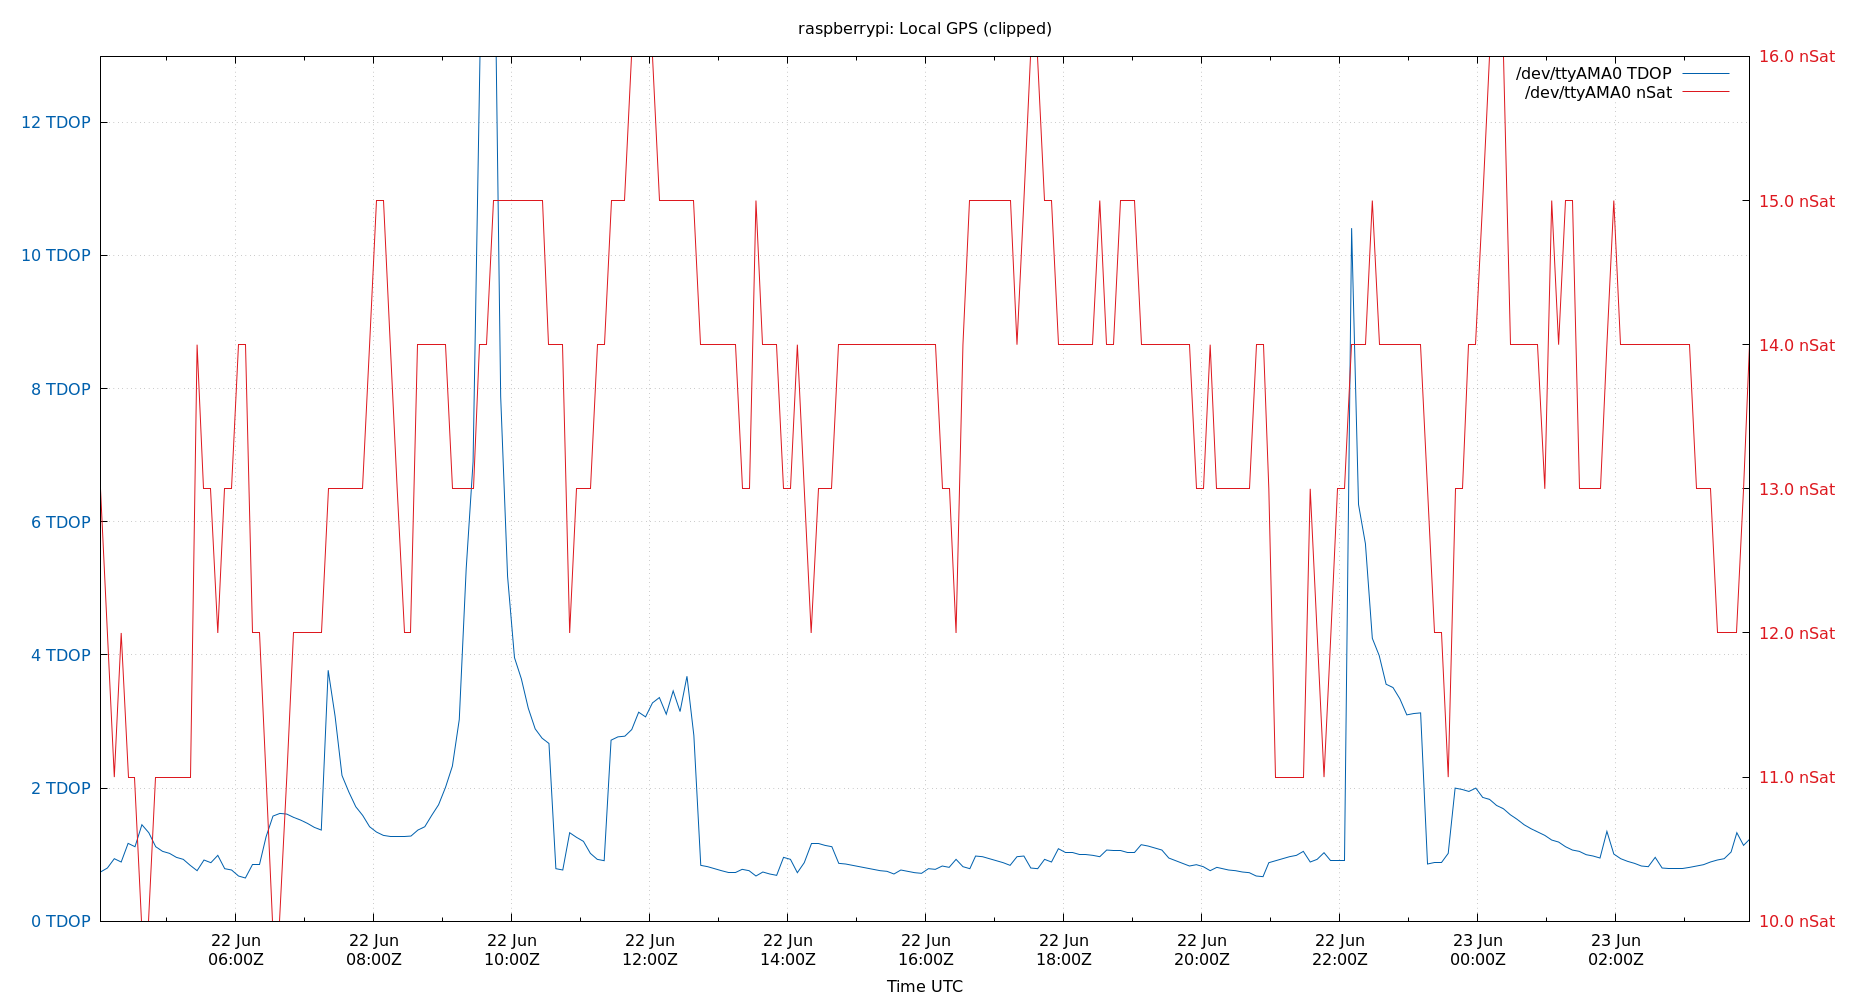 raspberrypi: Local GPS (clipped)
/dev/ttyAMA0 TDOP
/dev/ttyAMA0 nSat
12 TDOP
10 TDOP
8 TDOP
6 TDOP
4 TDOP
2 TDOP
0 TDOP
16.0 nSat
15.0 nSat
14.0 nSat
13.0 nSat
12.0 nSat
11.0 nSat
10.0 nSat
22 Jun
06:00Z
22 Jun
08:00Z
22 Jun
10:00Z
22 Jun
12:00Z
22 Jun
14:00Z
22 Jun
16:00Z
22 Jun
18:00Z
22 Jun
20:00Z
22 Jun
22:00Z
23 Jun
00:00Z
23 Jun
02:00Z
Time UTC